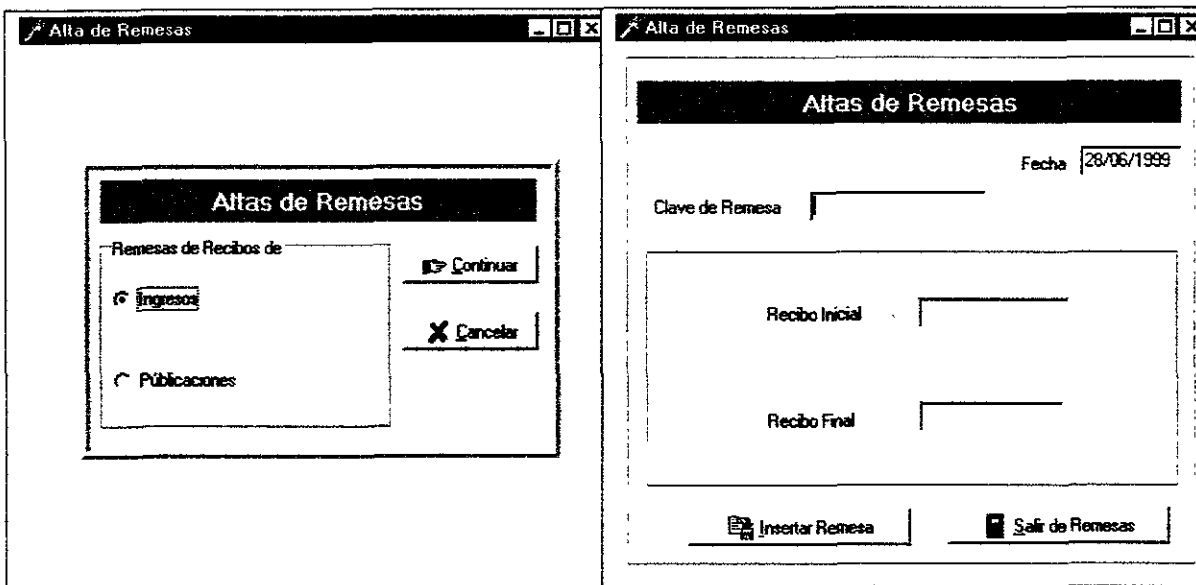 Alta de Remesas
Altas de Remesas
Remesas de Recibos de
Ingresos
Públicaciones
Continuar
Cancelar
Alta de Remesas
Altas de Remesas
Fecha 28/06/1999
Clave de Remesa
Recibo Inicial
Recibo Final
Insertar Remesa
Salir de Remesas